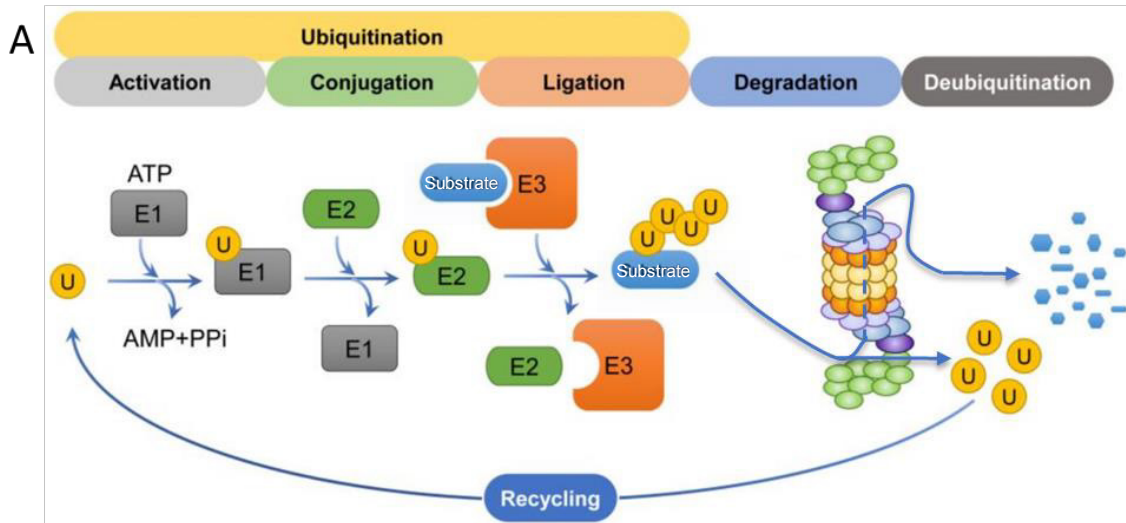 A
Ubiquitination
Activation
Conjugation
Ligation
Degradation
Deubiquitination
ATP
E1
U
AMP+PPi
U
E1
E2
E1
U
E2
Substrate
E3
E2
E3
U
U
U
U
U
Substrate
U
U
U
U
Recycling